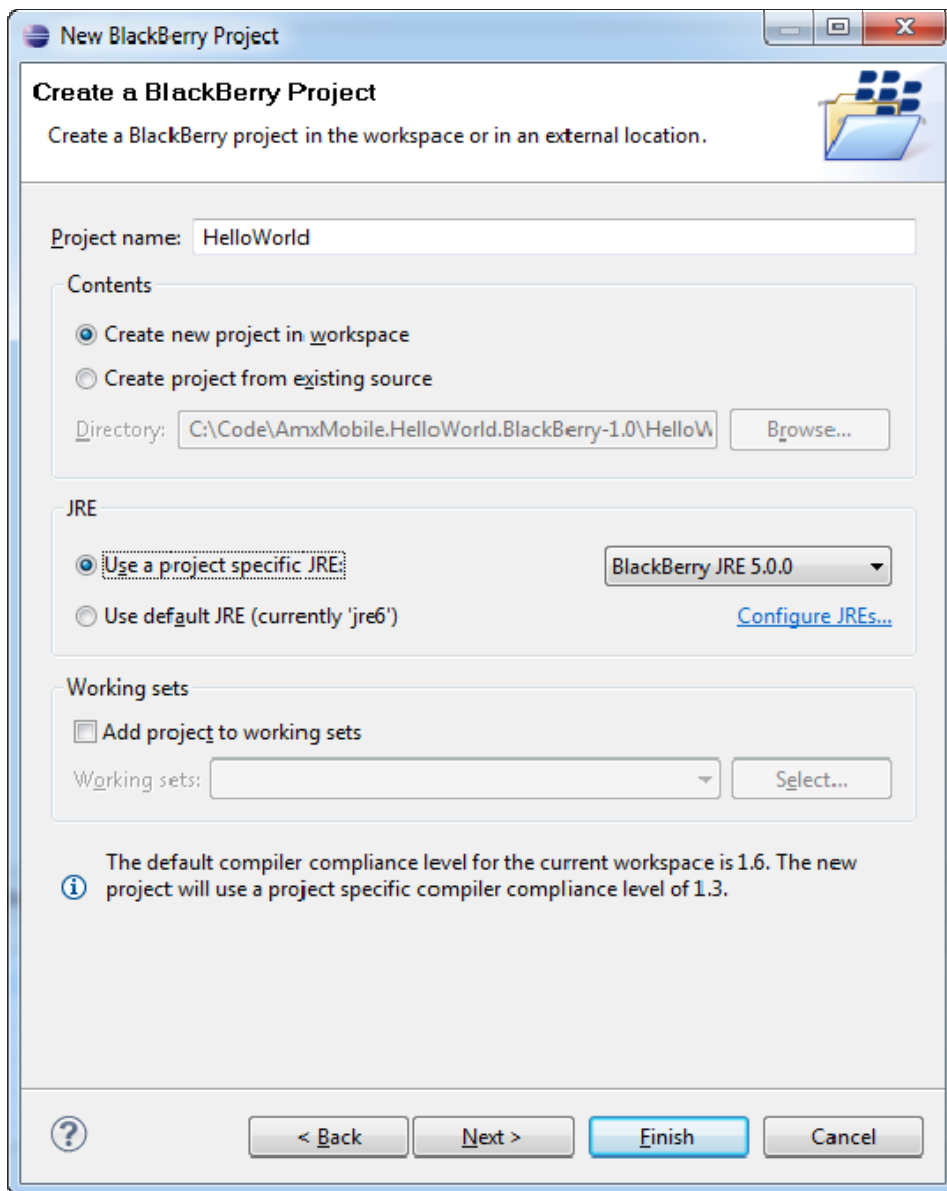 New BlackBerry Project
Create a BlackBerry Project
Create a BlackBerry project in the workspace or in an external location.
Project name: HelloWorld
Contents
Create new project in workspace
Create project from existing source
Directory: C:\Code\AmxMobile.HelloWorld.BlackBerry-1.0\HelloW Browse...
JRE
Use a project specific JRE: BlackBerry JRE 5.0.0
Use default JRE (currently 'jre6') Configure JREs...
Working sets
Add project to working sets
Working sets: Select...
The default compiler compliance level for the current workspace is 1.6. The new
project will use a project specific compiler compliance level of 1.3.
? < Back Next > Finish Cancel